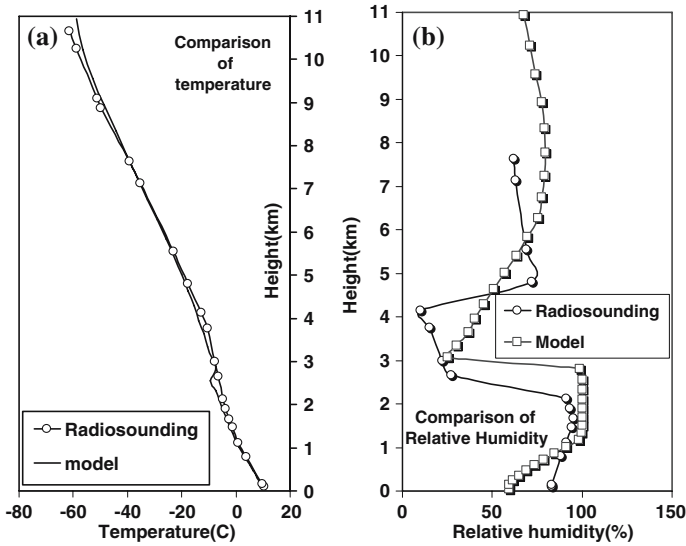 (a)
Comparison
of
temperature
11
10
9
8
7
6
5
4
3
2
1
0
Height(km)
Radiosounding
model
-80 -60 -40 -20 0 20
Temperature(C)
(b)
11
10
9
8
7
6
5
4
3
2
1
0
Height(km)
Radiosounding
Model
Comparison of
Relative Humidity
0 50 100 150
Relative humidity(%)